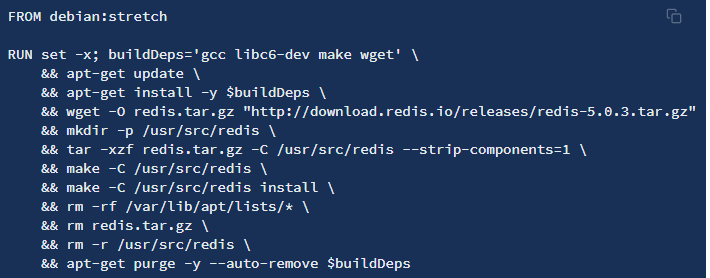 FROM debian:stretch
RUN set -x; buildDeps='gcc libc6-dev make wget' \
&& apt-get update \
&& apt-get install -y $buildDeps \
&& wget -O redis.tar.gz "http://download.redis.io/releases/redis-5.0.3.tar.gz"
&& mkdir -p /usr/src/redis \
&& tar -xzf redis.tar.gz -C /usr/src/redis --strip-components=1 \
&& make -C /usr/src/redis \
&& make -C /usr/src/redis install \
&& rm -rf /var/lib/apt/lists/* \
&& rm redis.tar.gz \
&& rm -r /usr/src/redis \
&& apt-get purge -y --auto-remove $buildDeps